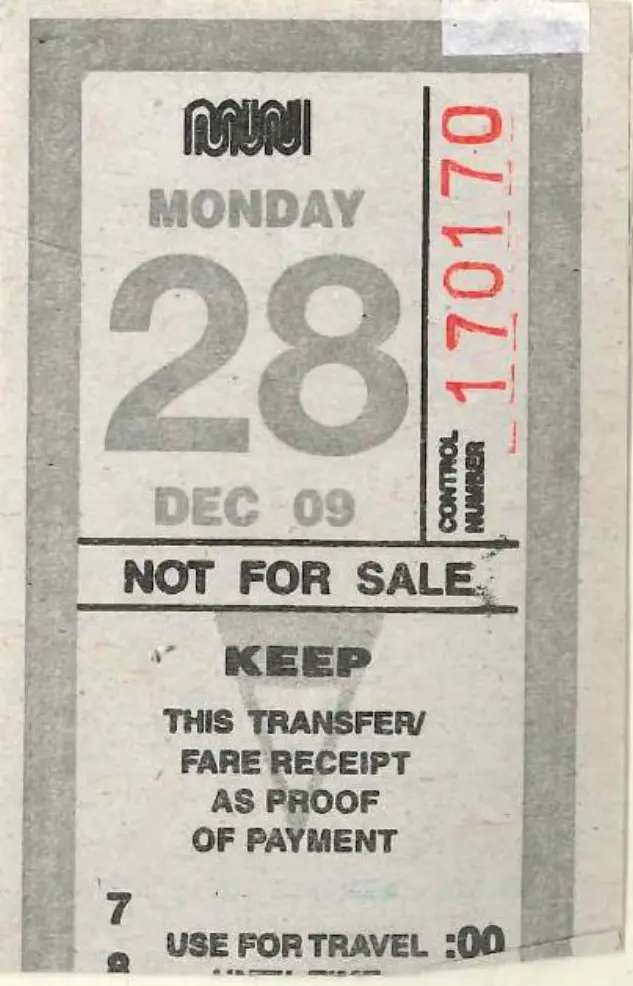 MUNI
MONDAY
28
DEC 09
CONTROL
NUMBER
170170
NOT FOR SALE
KEEP
THIS TRANSFER/
FARE RECEIPT
AS PROOF
OF PAYMENT
7
USE FOR TRAVEL :00
8